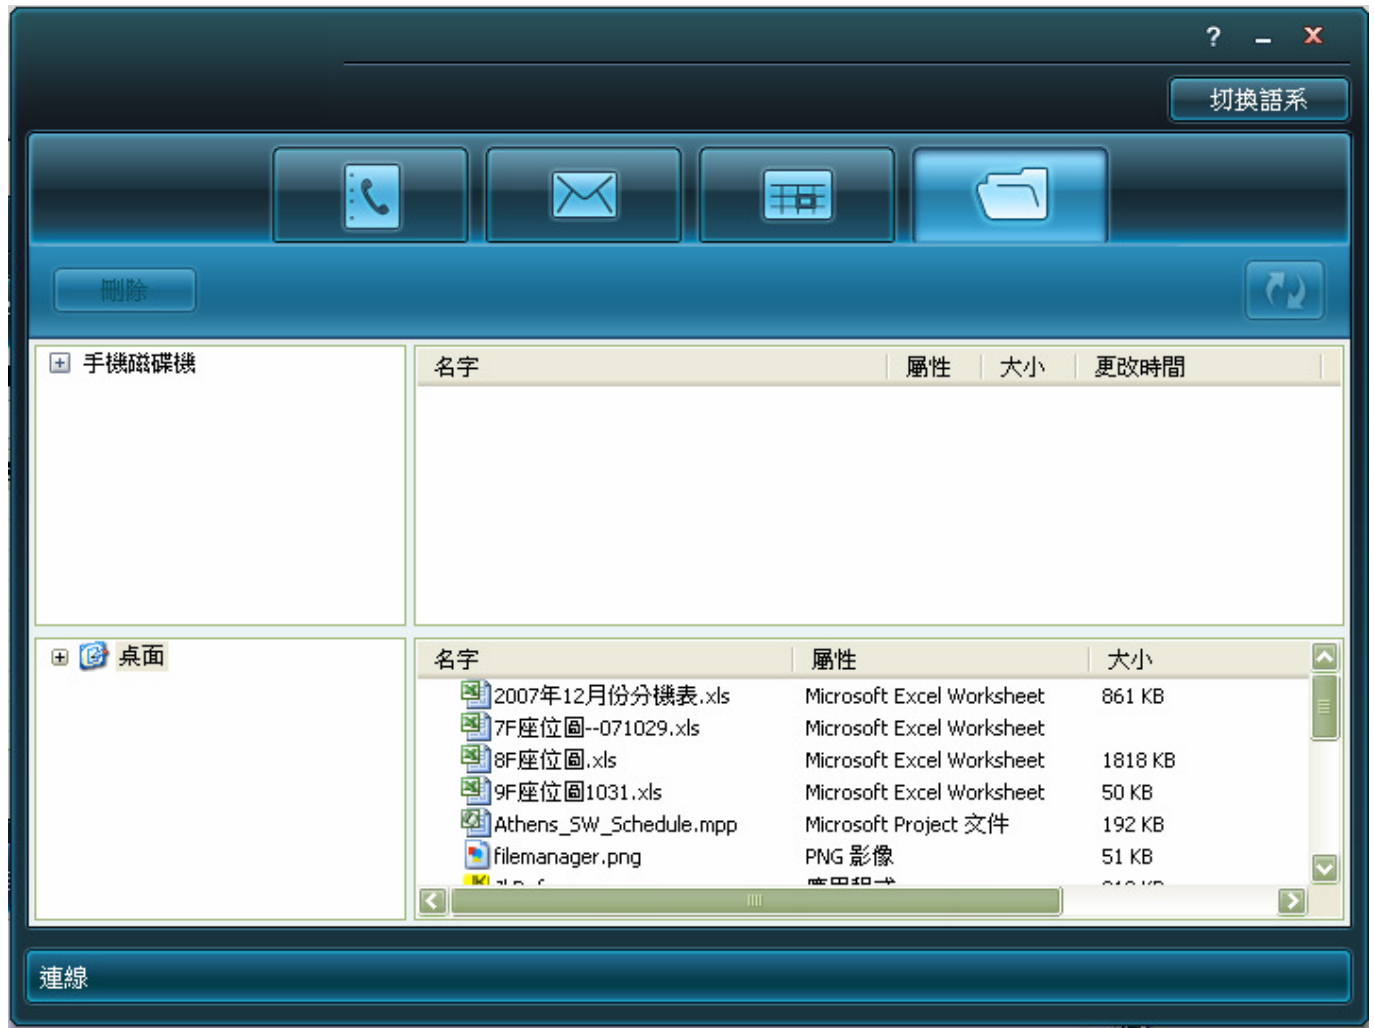 ?
切換語系
刪除
手機磁碟機
名字 屬性 大小 更改時間
桌面
名字 屬性 大小
2007年12月份分機表.xls Microsoft Excel Worksheet 861 KB
7F座位圖--071029.xls Microsoft Excel Worksheet
8F座位圖.xls Microsoft Excel Worksheet 1818 KB
9F座位圖1031.xls Microsoft Excel Worksheet 50 KB
Athens_SW_Schedule.mpp Microsoft Project 文件 192 KB
filemanager.png PNG 影像 51 KB
應用程式
連線